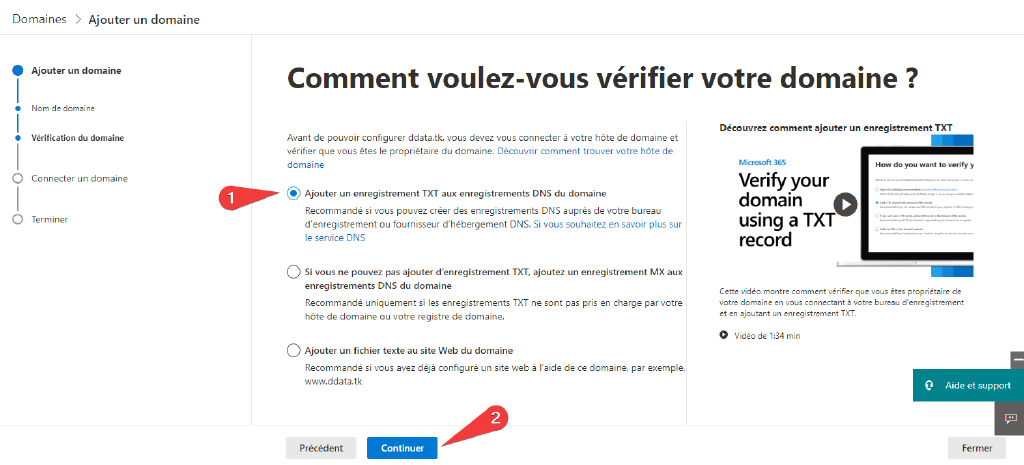 Domaines > Ajouter un domaine
Ajouter un domaine
Nom de domaine
Vérification du domaine
Connecter un domaine
Terminer
Comment voulez-vous vérifier votre domaine ?
Avant de pouvoir configurer ddata.tk, vous devez vous connecter à votre hôte de domaine et
vérifier que vous êtes le propriétaire du domaine. Découvrir comment trouver votre hôte de
domaine
1
Ajouter un enregistrement TXT aux enregistrements DNS du domaine
Recommandé si vous pouvez créer des enregistrements DNS auprès de votre bureau
d'enregistrement ou fournisseur d'hébergement DNS. Si vous souhaitez en savoir plus sur
le service DNS
Si vous ne pouvez pas ajouter d'enregistrement TXT, ajoutez un enregistrement MX aux
enregistrements DNS du domaine
Recommandé uniquement si les enregistrements TXT ne sont pas pris en charge par votre
hôte de domaine ou votre registre de domaine.
Ajouter un fichier texte au site Web du domaine
Recommandé si vous avez déjà configuré un site web à l'aide de ce domaine, par exemple,
www.ddata.tk
Découvrez comment ajouter un enregistrement TXT
Microsoft 365
Verify your
domain
using a TXT
record
How do you want to verify y
Cette vidéo montre comment vérifier que vous êtes propriétaire de
votre domaine en vous connectant à votre bureau d'enregistrement
et en ajoutant un enregistrement TXT.
Vidéo de 1:34 min
Aide et support
2
Précédent
Continuer
Fermer